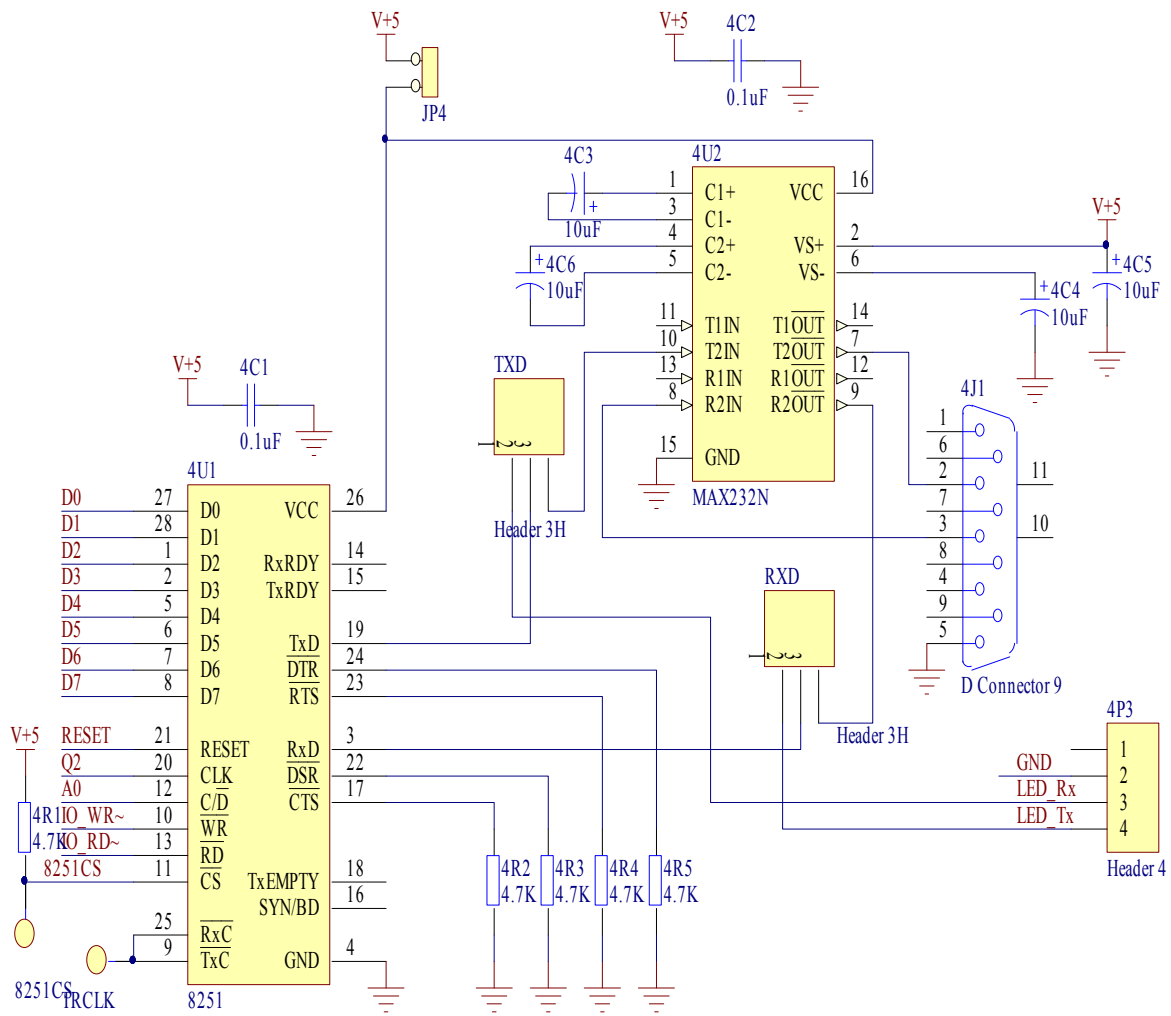 V+5
JP4
V+5
4C2
0.1uF
4U2
4C3
10uF
1 C1+ VCC 16
3 C1-
4 C2+ VS+ 2
5 C2- VS- 6
11 T1IN T1OUT 14
10 T2IN T2OUT 7
13 R1IN R1OUT 12
8 R2IN R2OUT 9
15 GND
MAX232N
+
+
4C6
10uF
V+5
+
4C5
10uF
+
4C4
10uF
V+5
4C1
0.1uF
TXD
1 2 3
Header 3H
4J1
1
6
2
7
3
8
4
9
5
11
10
D Connector 9
RXD
1 2 3
Header 3H
4U1
D0 27 D0 VCC 26
D1 28 D1
D2 1 D2 RxRDY 14
D3 2 D3 TxRDY 15
D4 5 D4
D5 6 D5 TxD 19
D6 7 D6 DTR 24
D7 8 D7 RTS 23
RESET 21 RESET RxD 3
Q2 20 CLK DSR 22
A0 12 C/D CTS 17
IO_WR~ 10 WR
IO_RD~ 13 RD
8251CS 11 CS TxEMPTY 18
SYN/BD 16
25 RxC
9 TxC GND 4
8251
V+5
4R1
4.7K
8251CS
TRCLK
4R2
4.7K
4R3
4.7K
4R4
4.7K
4R5
4.7K
4P3
1
GND 2
LED_Rx 3
LED_Tx 4
Header 4